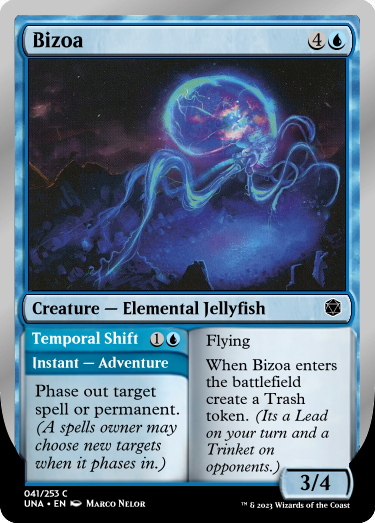 Bizoa 4
Creature — Elemental Jellyfish
Temporal Shift 1
Instant — Adventure
Phase out target
spell or permanent.
(A spells owner may
choose new targets
when it phases in.)
Flying
When Bizoa enters
the battlefield
create a Trash
token. (Its a Lead
on your turn and a
Trinket on
opponents.)
3/4
041/253 C
UNA • EN Marco Nelor
™ & © 2023 Wizards of the Coast